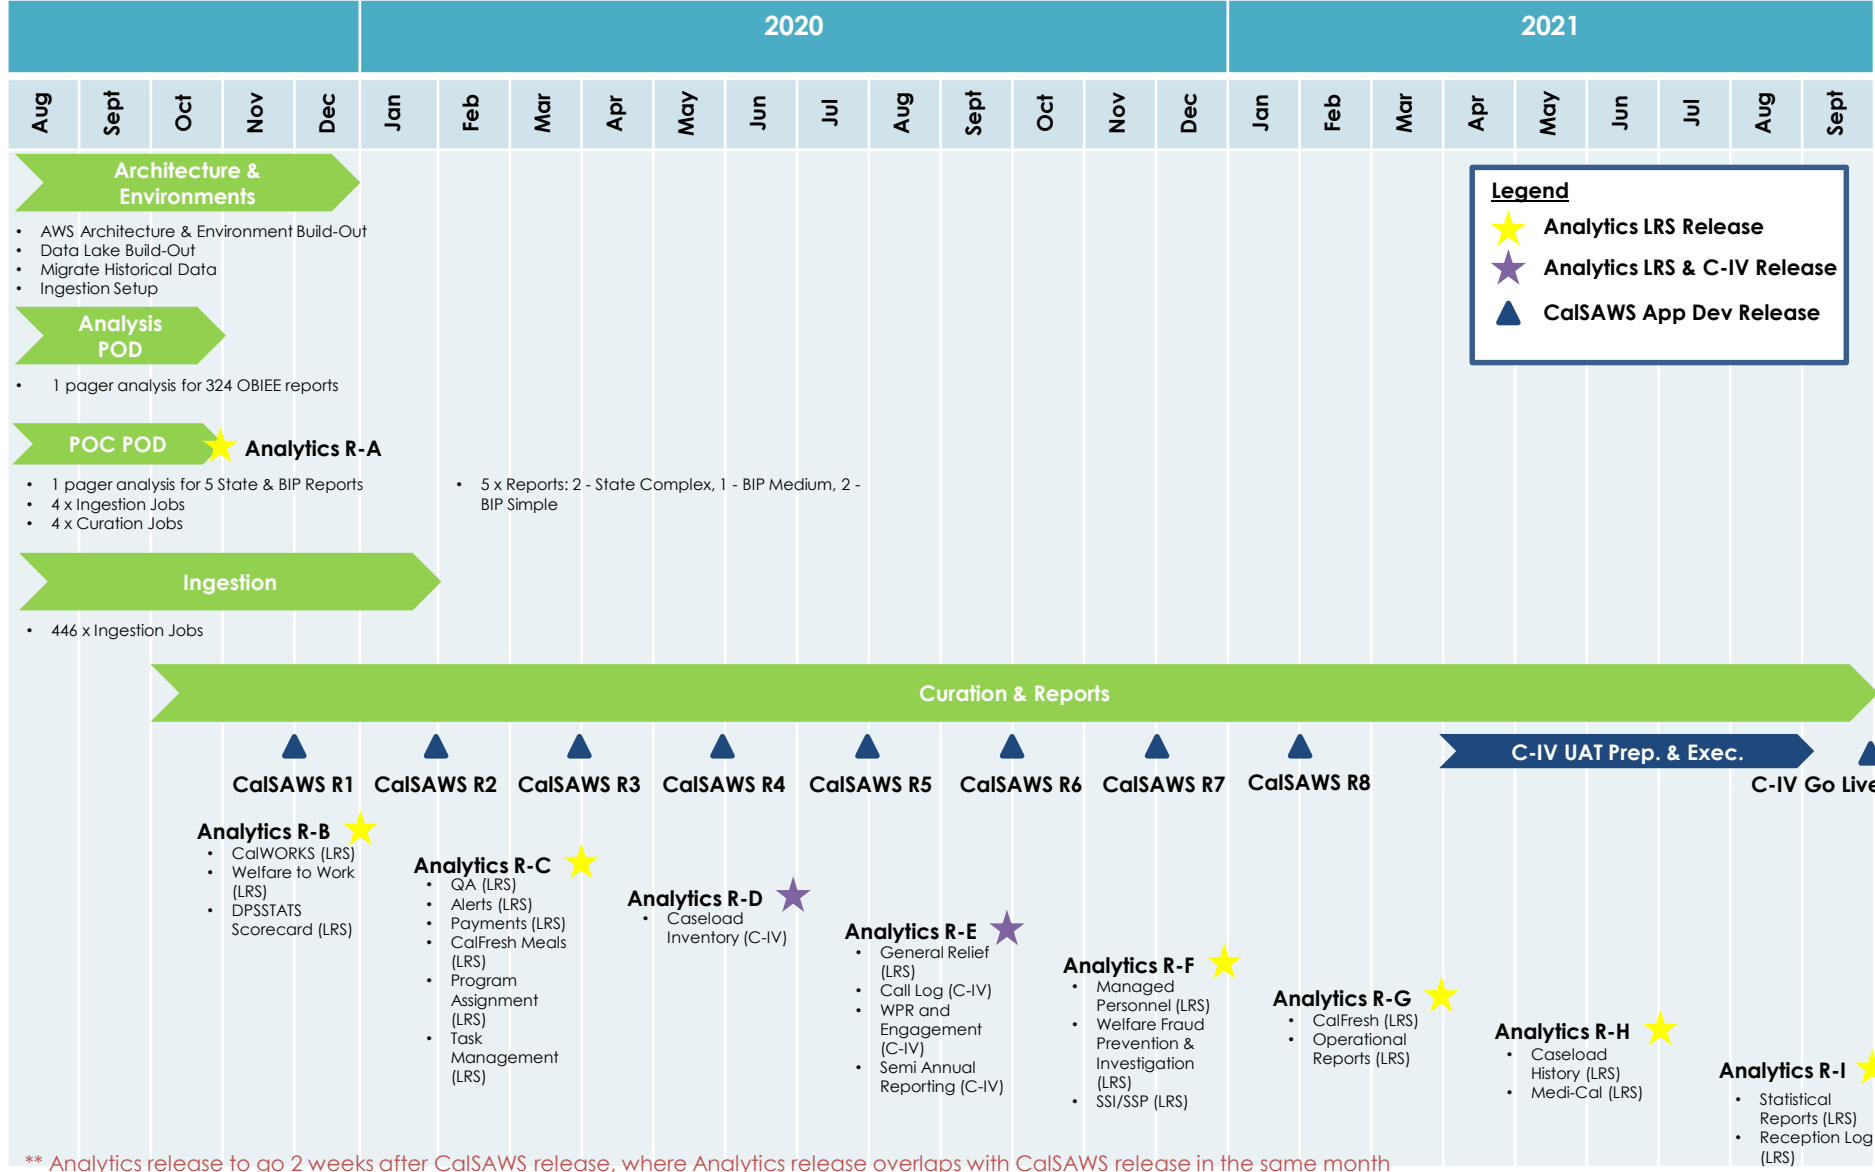 2020
2021
Aug
Sept
Oct
Nov
Dec
Jan
Feb
Mar
Apr
May
Jun
Jul
Aug
Sept
Oct
Nov
Dec
Jan
Feb
Mar
Apr
May
Jun
Jul
Aug
Sept
Architecture &
Environments
• AWS Architecture & Environment Build-Out
• Data Lake Build-Out
• Migrate Historical Data
• Ingestion Setup
Legend
Analytics LRS Release
Analytics LRS & C-IV Release
CalSAWS App Dev Release
Analysis
POD
• 1 pager analysis for 324 OBIEE reports
POC POD
Analytics R-A
• 1 pager analysis for 5 State & BIP Reports
• 4 x Ingestion Jobs
• 4 x Curation Jobs
• 5 x Reports: 2 - State Complex, 1 - BIP Medium, 2 -
BIP Simple
Ingestion
• 446 x Ingestion Jobs
Curation & Reports
CalSAWS R1
CalSAWS R2
CalSAWS R3
CalSAWS R4
CalSAWS R5
CalSAWS R6
CalSAWS R7
CalSAWS R8
C-IV UAT Prep. & Exec.
C-IV Go Live
Analytics R-B
• CalWORKS (LRS)
• Welfare to Work
(LRS)
• DPSSTATS
Scorecard (LRS)
Analytics R-C
• QA (LRS)
• Alerts (LRS)
• Payments (LRS)
• CalFresh Meals
(LRS)
• Program
Assignment
(LRS)
• Task
Management
(LRS)
Analytics R-D
• Caseload
Inventory (C-IV)
Analytics R-E
• General Relief
(LRS)
• Call Log (C-IV)
• WPR and
Engagement
(C-IV)
• Semi Annual
Reporting (C-IV)
Analytics R-F
• Managed
Personnel (LRS)
• Welfare Fraud
Prevention &
Investigation
(LRS)
• SSI/SSP (LRS)
Analytics R-G
• CalFresh (LRS)
• Operational
Reports (LRS)
Analytics R-H
• Caseload
History (LRS)
• Medi-Cal (LRS)
Analytics R-I
• Statistical
Reports (LRS)
• Reception Log
(LRS)
** Analytics release to go 2 weeks after CalSAWS release, where Analytics release overlaps with CalSAWS release in the same month